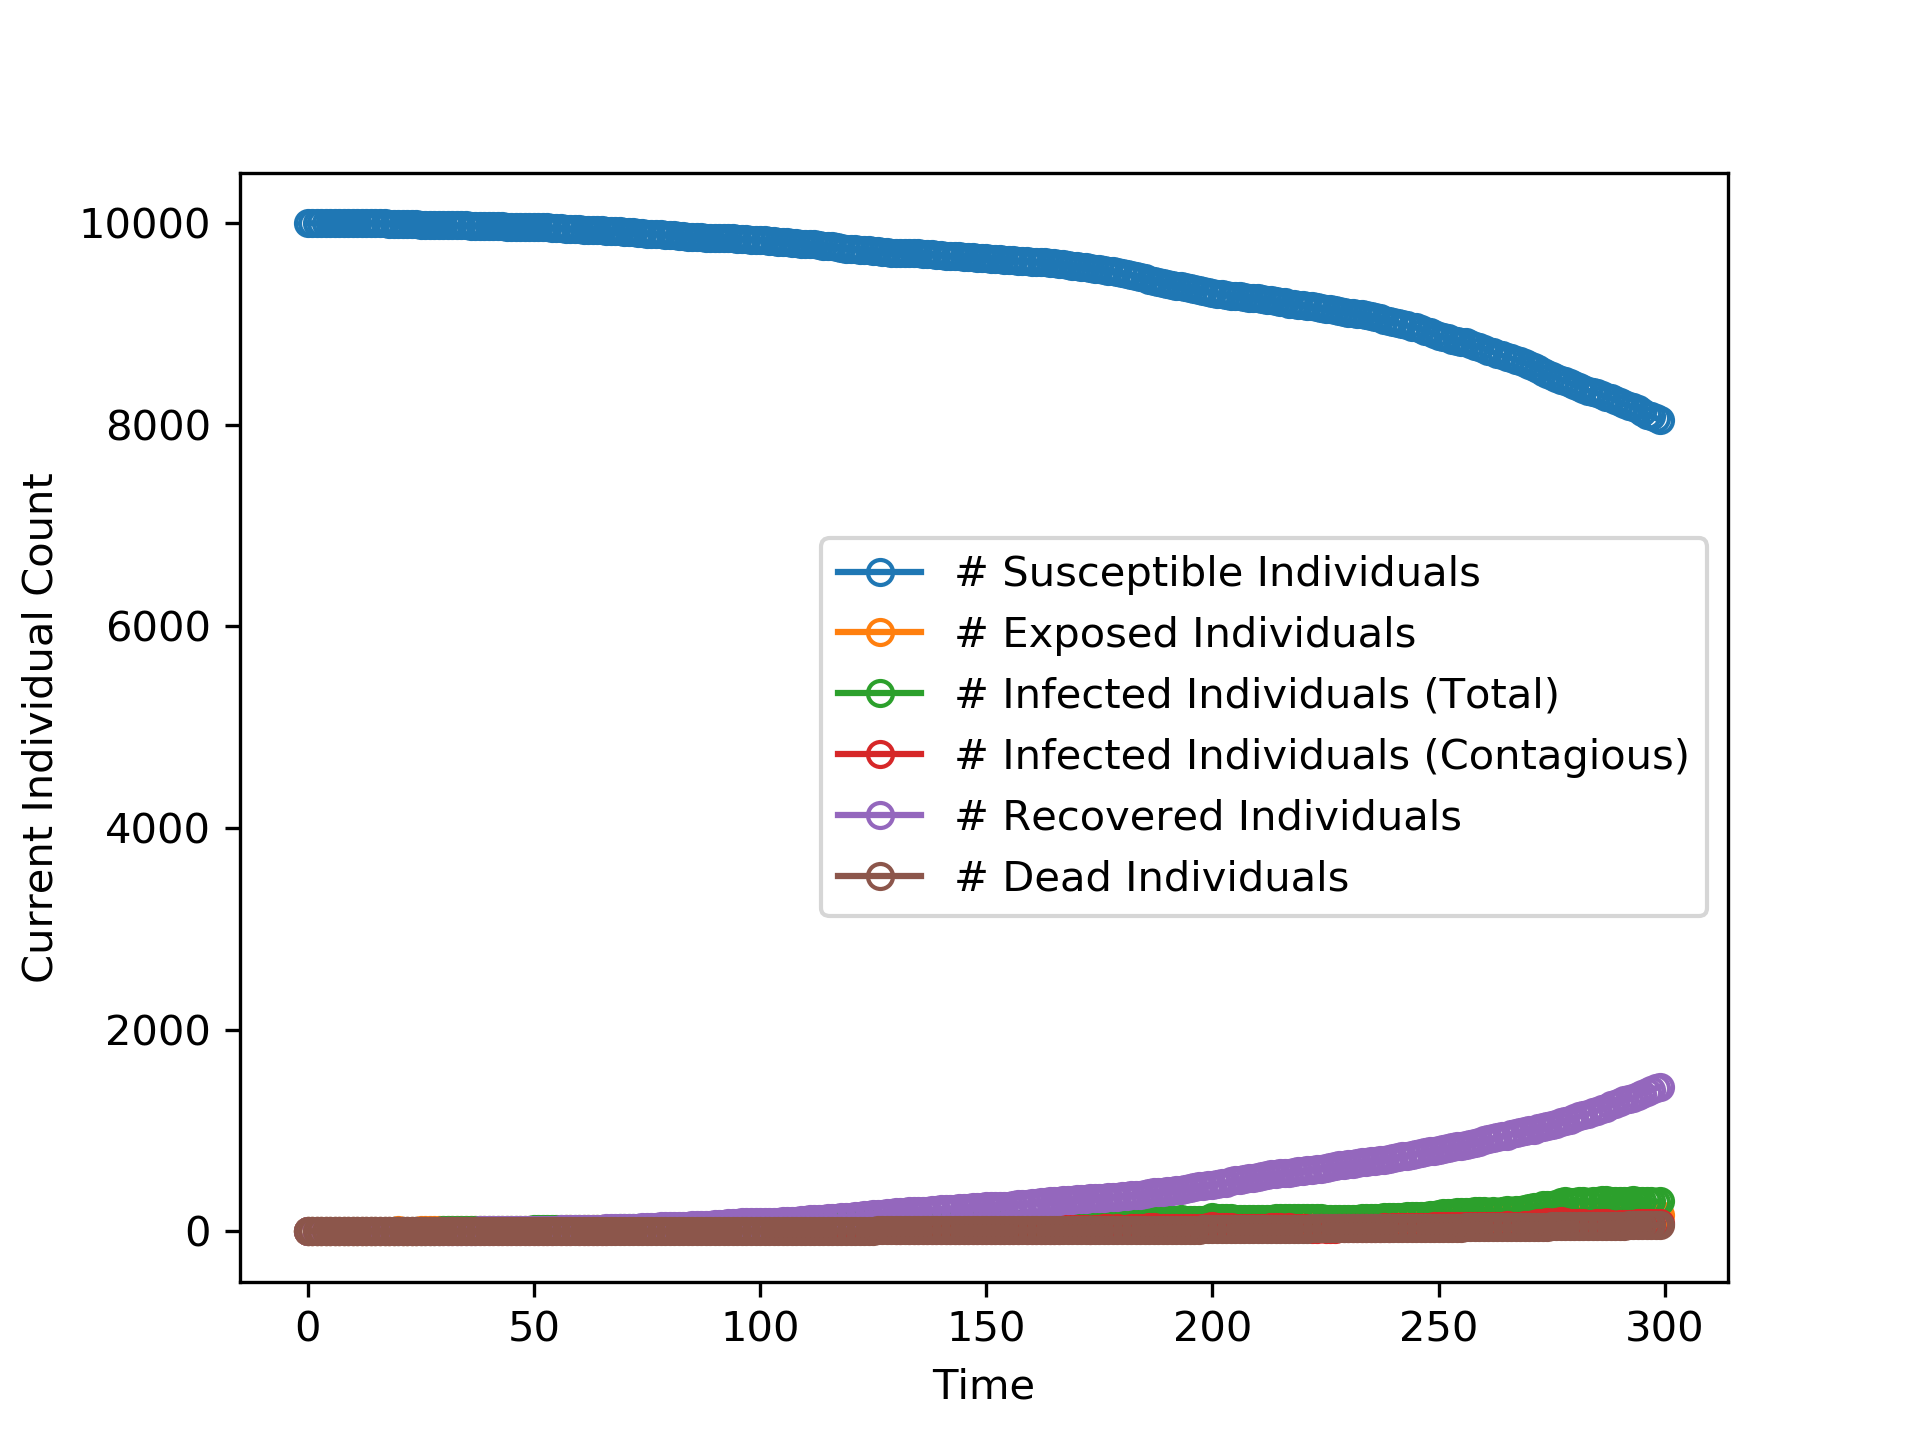 10000
8000
6000
4000
2000
0
Current Individual Count
# Susceptible Individuals
# Exposed Individuals
# Infected Individuals (Total)
# Infected Individuals (Contagious)
# Recovered Individuals
# Dead Individuals
0 50 100 150 200 250 300
Time